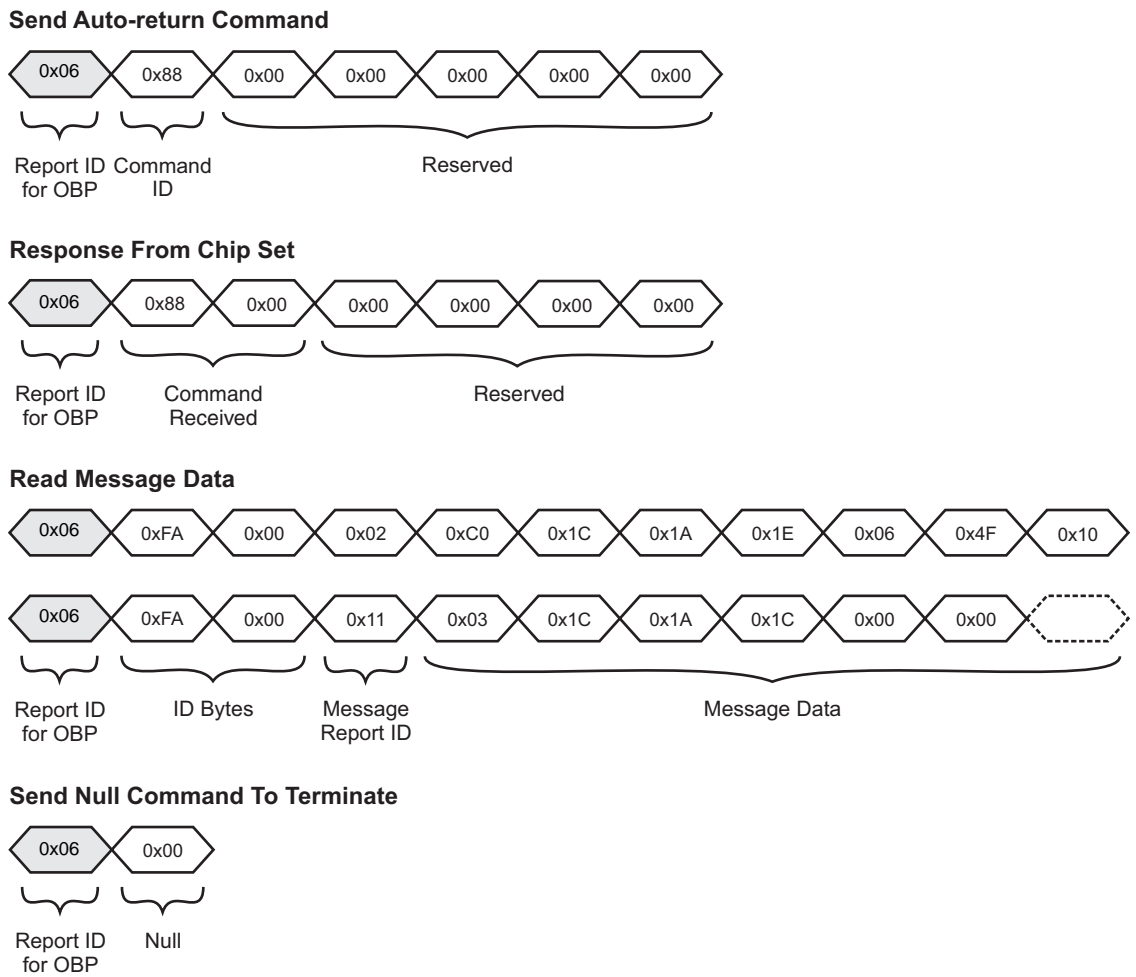 Send Auto-return Command
0x06 0x88 0x00 0x00 0x00 0x00 0x00
Report ID Command Reserved
for OBP ID
Response From Chip Set
0x06 0x88 0x00 0x00 0x00 0x00 0x00
Report ID Command Reserved
for OBP Received
Read Message Data
0x06 0xFA 0x00 0x02 0xC0 0x1C 0x1A 0x1E 0x06 0x4F 0x10
0x06 0xFA 0x00 0x11 0x03 0x1C 0x1A 0x1C 0x00 0x00
Report ID ID Bytes Message Message Data
for OBP Report ID
Send Null Command To Terminate
0x06 0x00
Report ID Null
for OBP